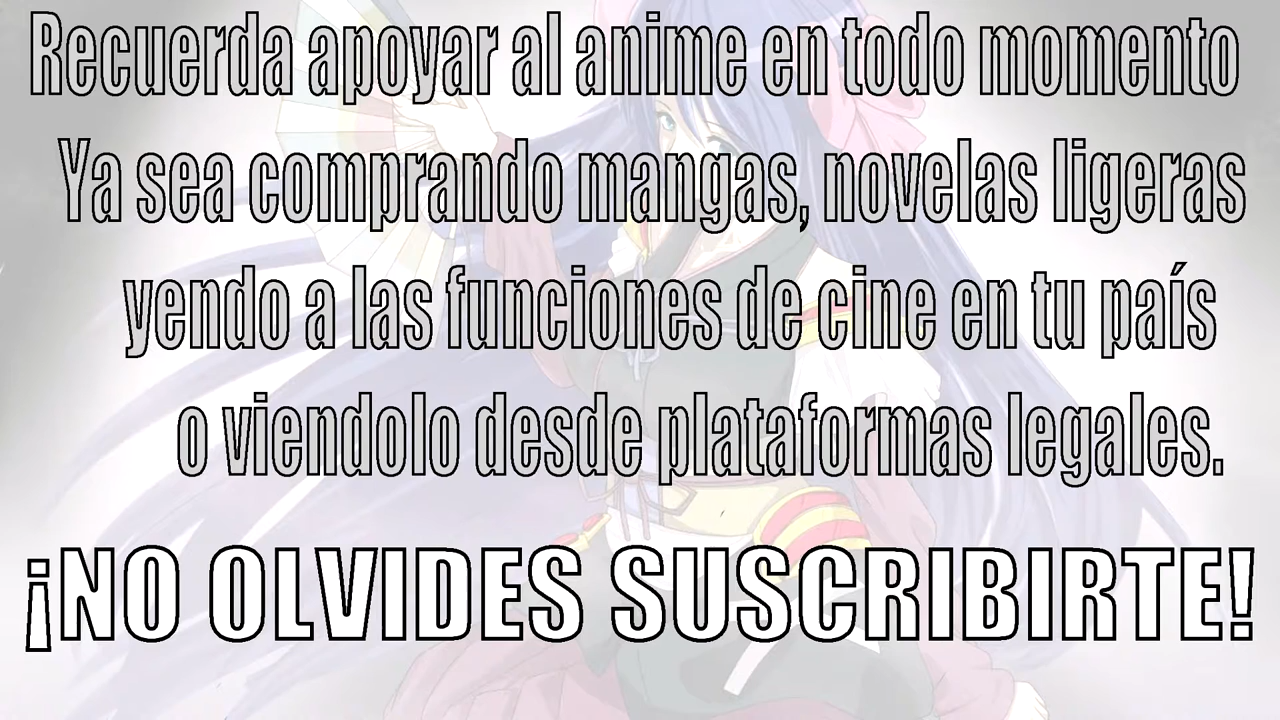 Recuerda apoyar al anime en todo momento
Ya sea comprando mangas, novelas ligeras
yendo a las funciones de cine en tu país
o viendolo desde plataformas legales.
¡NO OLVIDES SUSCRIBIRTE!